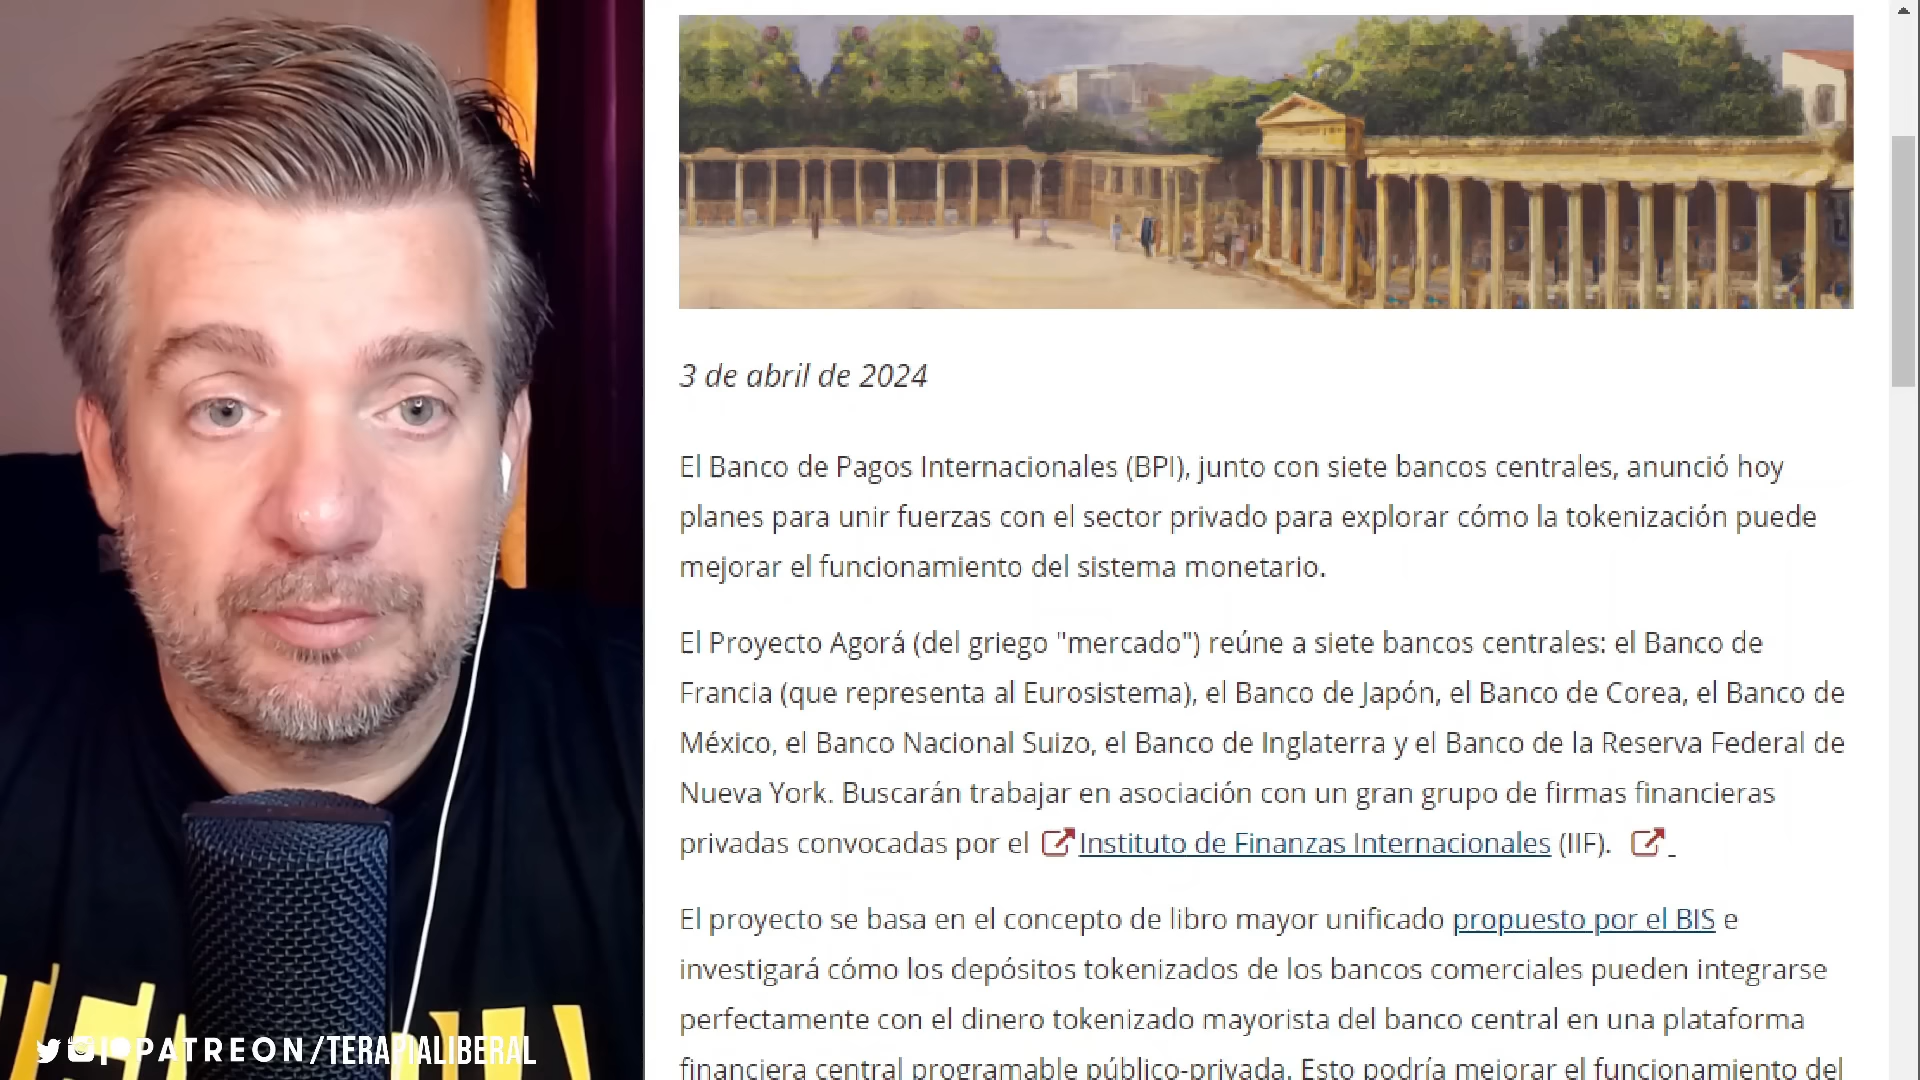 3 de abril de 2024
El Banco de Pagos Internacionales (BPI), junto con siete bancos centrales, anunció hoy
planes para unir fuerzas con el sector privado para explorar cómo la tokenización puede
mejorar el funcionamiento del sistema monetario.
El Proyecto Agorá (del griego "mercado") reúne a siete bancos centrales: el Banco de
Francia (que representa al Eurosistema), el Banco de Japón, el Banco de Corea, el Banco de
México, el Banco Nacional Suizo, el Banco de Inglaterra y el Banco de la Reserva Federal de
Nueva York. Buscarán trabajar en asociación con un gran grupo de firmas financieras
privadas convocadas por el Instituto de Finanzas Internacionales (IIF).
El proyecto se basa en el concepto de libro mayor unificado propuesto por el BIS e
investigará cómo los depósitos tokenizados de los bancos comerciales pueden integrarse
perfectamente con el dinero tokenizado mayorista del banco central en una plataforma
financiera central programable público-privada. Esto podría mejorar el funcionamiento del
PATREON/TERAPIALIBERAL